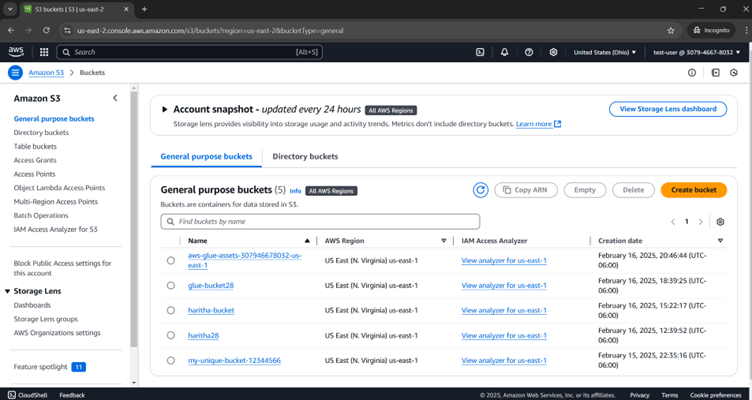 S3 buckets | S3 | us-east-2
us-east-2.console.aws.amazon.com/s3/buckets?region=us-east-2&bucketType=general
Incognito
aws
Search
[Alt+S]
United States (Ohio)
test-user @ 3079-4667-8032
Amazon S3 > Buckets
Amazon S3
General purpose buckets
Directory buckets
Table buckets
Access Grants
Access Points
Object Lambda Access Points
Multi-Region Access Points
Batch Operations
IAM Access Analyzer for S3
Block Public Access settings for
this account
Storage Lens
Dashboards
Storage Lens groups
AWS Organizations settings
Feature spotlight 11
Account snapshot - updated every 24 hours All AWS Regions
Storage lens provides visibility into storage usage and activity trends. Metrics don't include directory buckets. Learn more
View Storage Lens dashboard
General purpose buckets
Directory buckets
General purpose buckets (5) Info All AWS Regions
Buckets are containers for data stored in S3.
Copy ARN
Empty
Delete
Create bucket
Find buckets by name
1
Name
AWS Region
IAM Access Analyzer
Creation date
aws-glue-assets-307946678032-us-
east-1
US East (N. Virginia) us-east-1
View analyzer for us-east-1
February 16, 2025, 20:46:44 (UTC-
06:00)
glue-bucket28
US East (N. Virginia) us-east-1
View analyzer for us-east-1
February 16, 2025, 18:39:25 (UTC-
06:00)
haritha-bucket
US East (N. Virginia) us-east-1
View analyzer for us-east-1
February 16, 2025, 15:22:17 (UTC-
06:00)
haritha28
US East (N. Virginia) us-east-1
View analyzer for us-east-1
February 16, 2025, 12:39:52 (UTC-
06:00)
my-unique-bucket-12344566
US East (N. Virginia) us-east-1
View analyzer for us-east-1
February 15, 2025, 22:35:16 (UTC-
06:00)
CloudShell
Feedback
© 2025, Amazon Web Services, Inc. or its affiliates.
Privacy
Terms
Cookie preferences